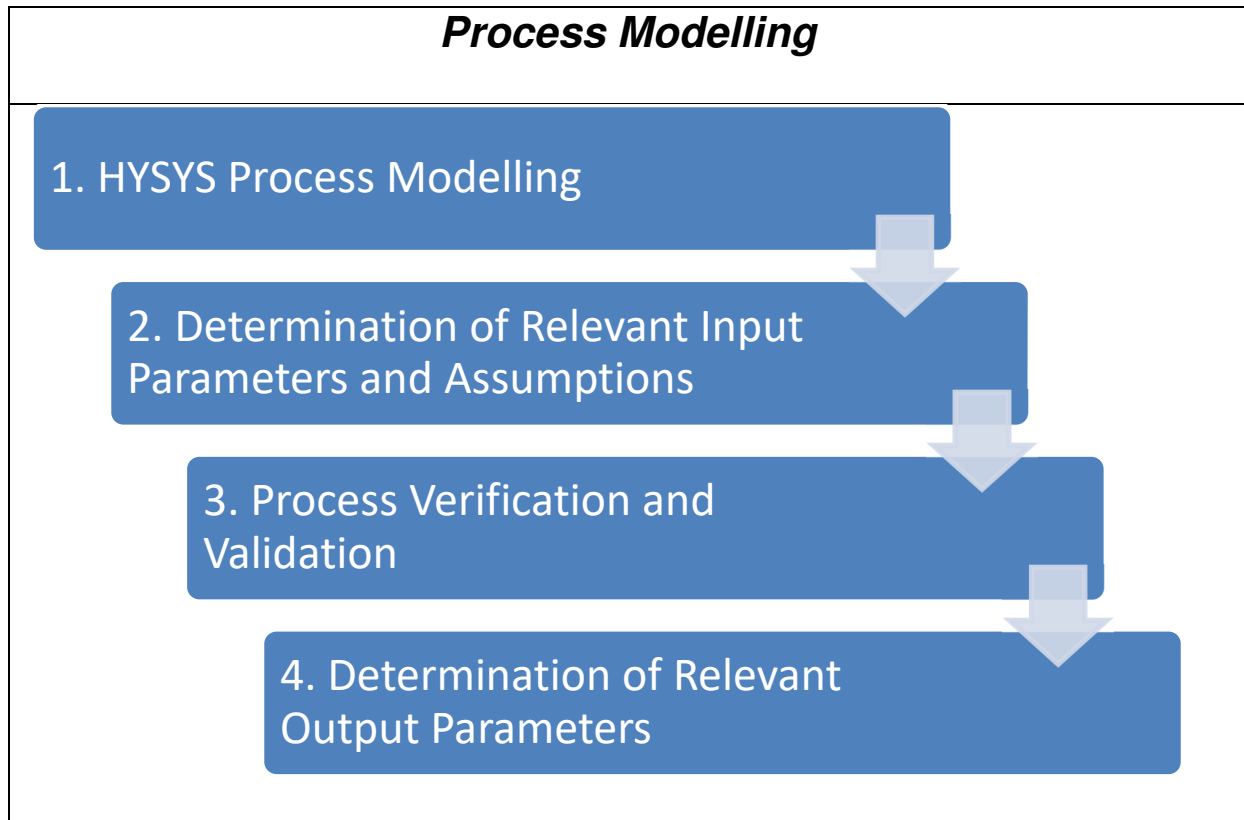 Process Modelling
1. HYSYS Process Modelling
2. Determination of Relevant Input
Parameters and Assumptions
3. Process Verification and
Validation
4. Determination of Relevant
Output Parameters